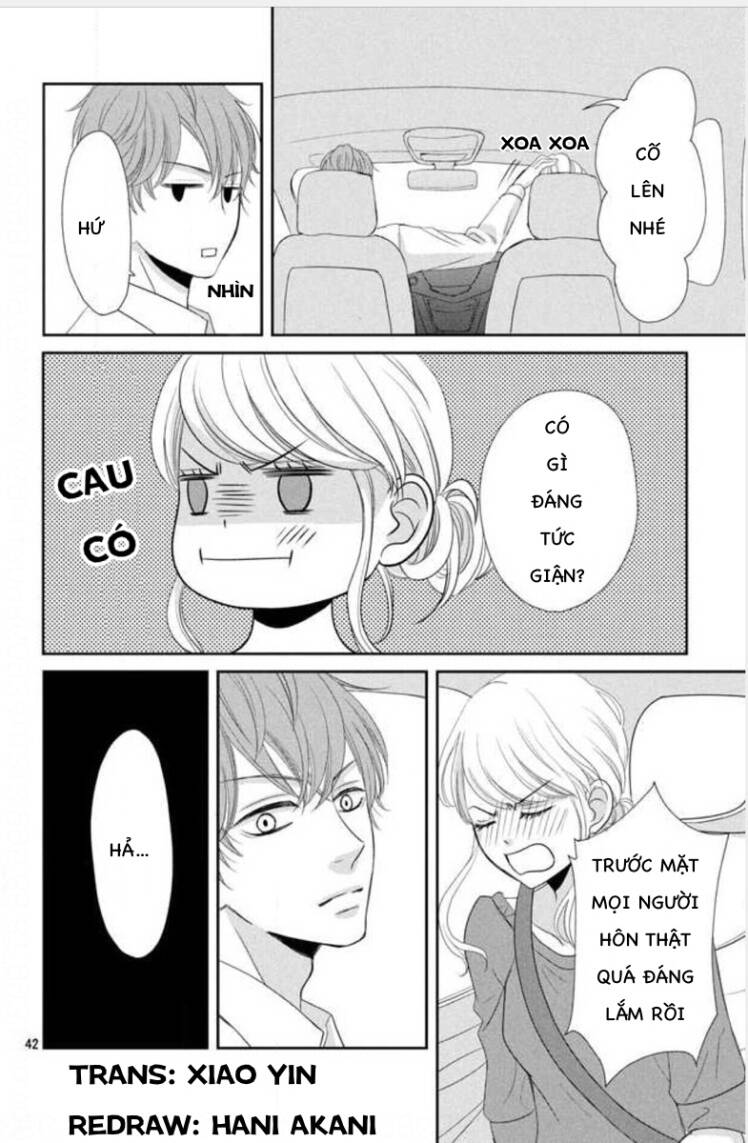 CỐ
LÊN
NHÉ
XOA XOA
HỨ
NHÌN
CÓ
GÌ
ĐÁNG
TỨC
GIẬN?
CAU
CÓ
TRƯỚC MẶT
MỌI NGƯỜI
HÔN THẬT
QUÁ ĐÁNG
LẮM RỒI
HẢ...
42
TRANS: XIAO YIN
REDRAW: HANI AKANI